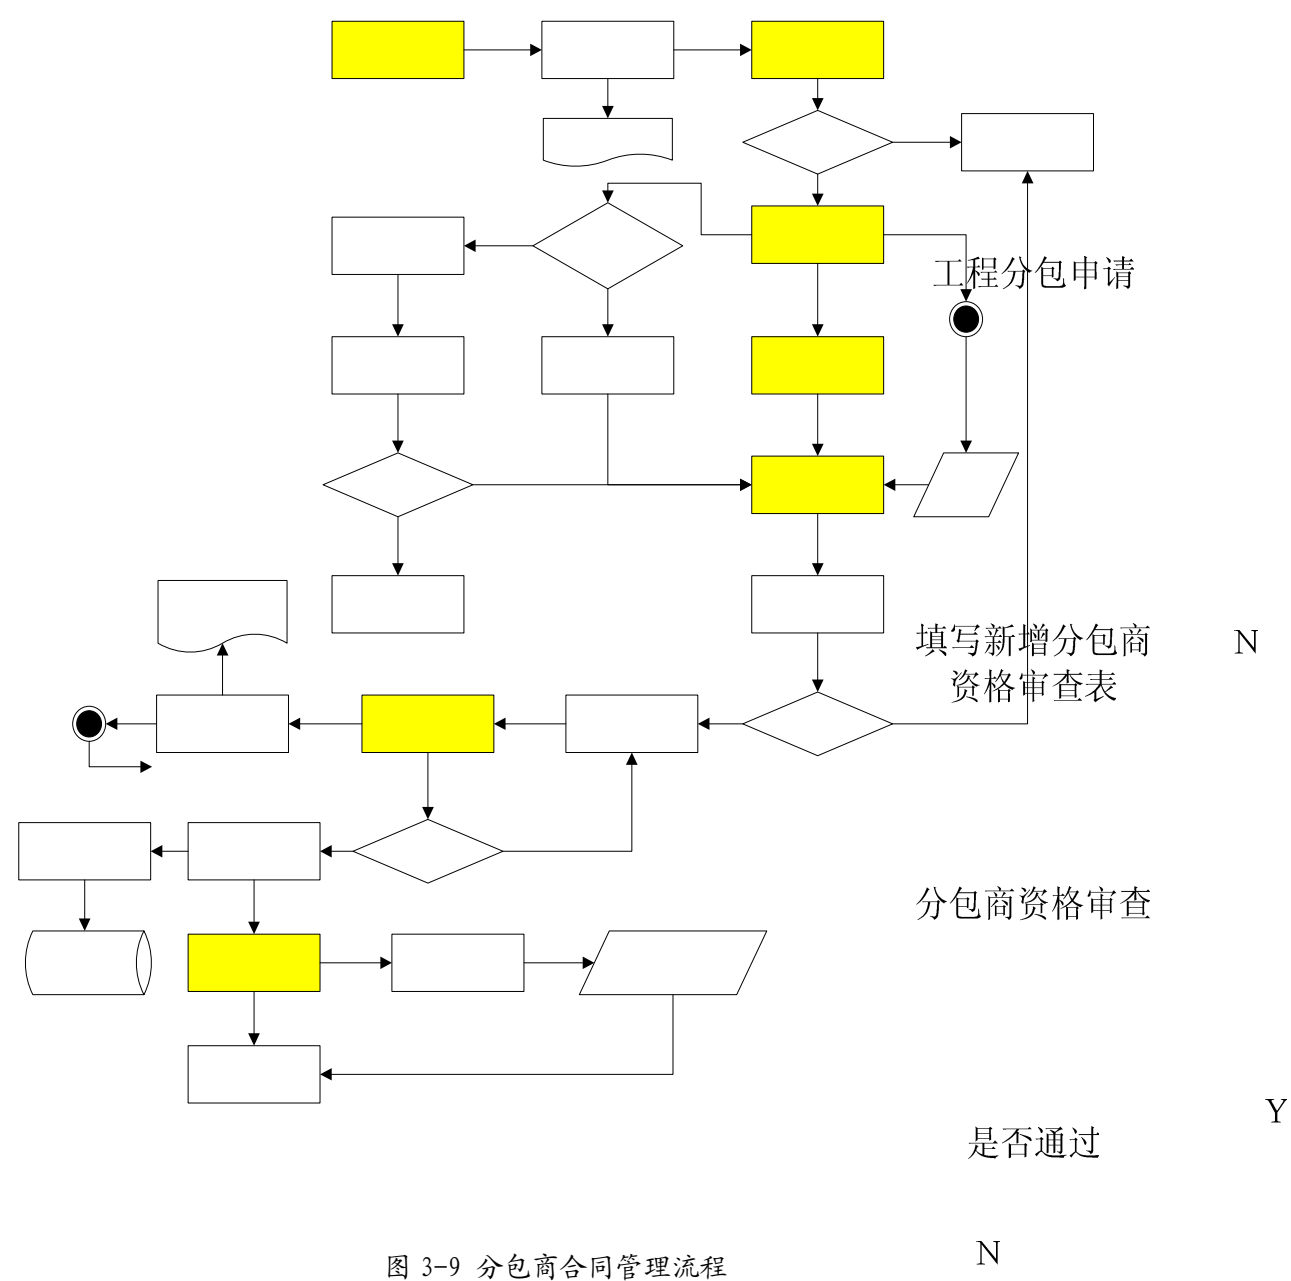 工程分包申请
填写新增分包商 N
资格审查表
分包商资格审查
Y
是否通过
N
图 3-9 分包商合同管理流程